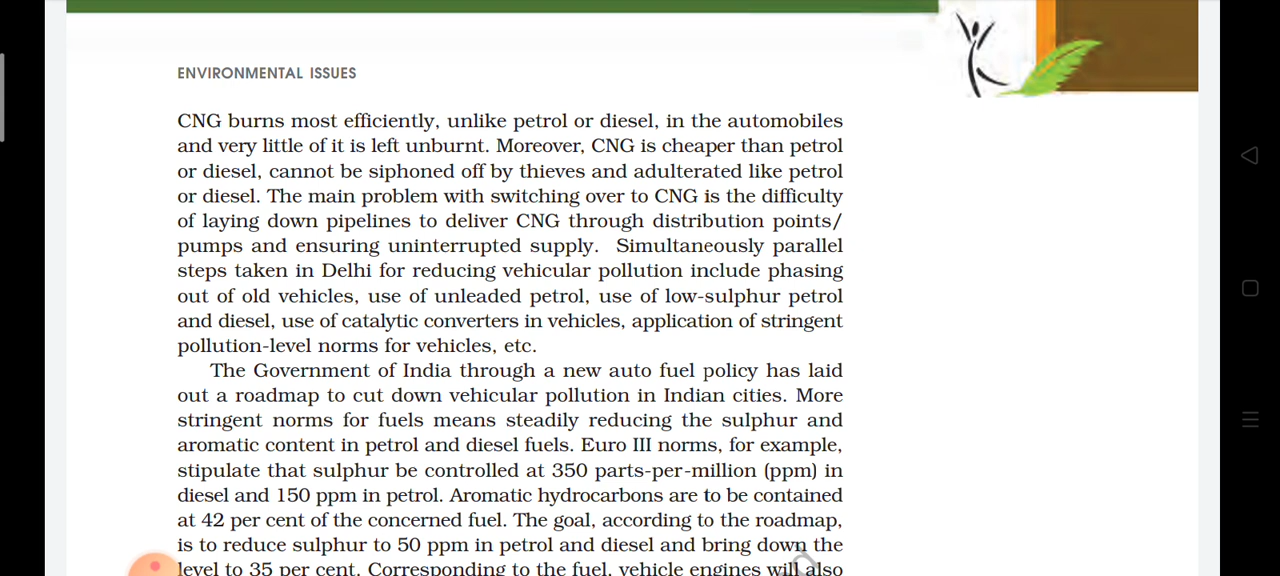 ENVIRONMENTAL ISSUES
CNG burns most efficiently, unlike petrol or diesel, in the automobiles
and very little of it is left unburnt. Moreover, CNG is cheaper than petrol
or diesel, cannot be siphoned off by thieves and adulterated like petrol
or diesel. The main problem with switching over to CNG is the difficulty
of laying down pipelines to deliver CNG through distribution points/
pumps and ensuring uninterrupted supply. Simultaneously parallel
steps taken in Delhi for reducing vehicular pollution include phasing
out of old vehicles, use of unleaded petrol, use of low-sulphur petrol
and diesel, use of catalytic converters in vehicles, application of stringent
pollution-level norms for vehicles, etc.
The Government of India through a new auto fuel policy has laid
out a roadmap to cut down vehicular pollution in Indian cities. More
stringent norms for fuels means steadily reducing the sulphur and
aromatic content in petrol and diesel fuels. Euro III norms, for example,
stipulate that sulphur be controlled at 350 parts-per-million (ppm) in
diesel and 150 ppm in petrol. Aromatic hydrocarbons are to be contained
at 42 per cent of the concerned fuel. The goal, according to the roadmap,
is to reduce sulphur to 50 ppm in petrol and diesel and bring down the
level to 35 per cent. Corresponding to the fuel, vehicle engines will also